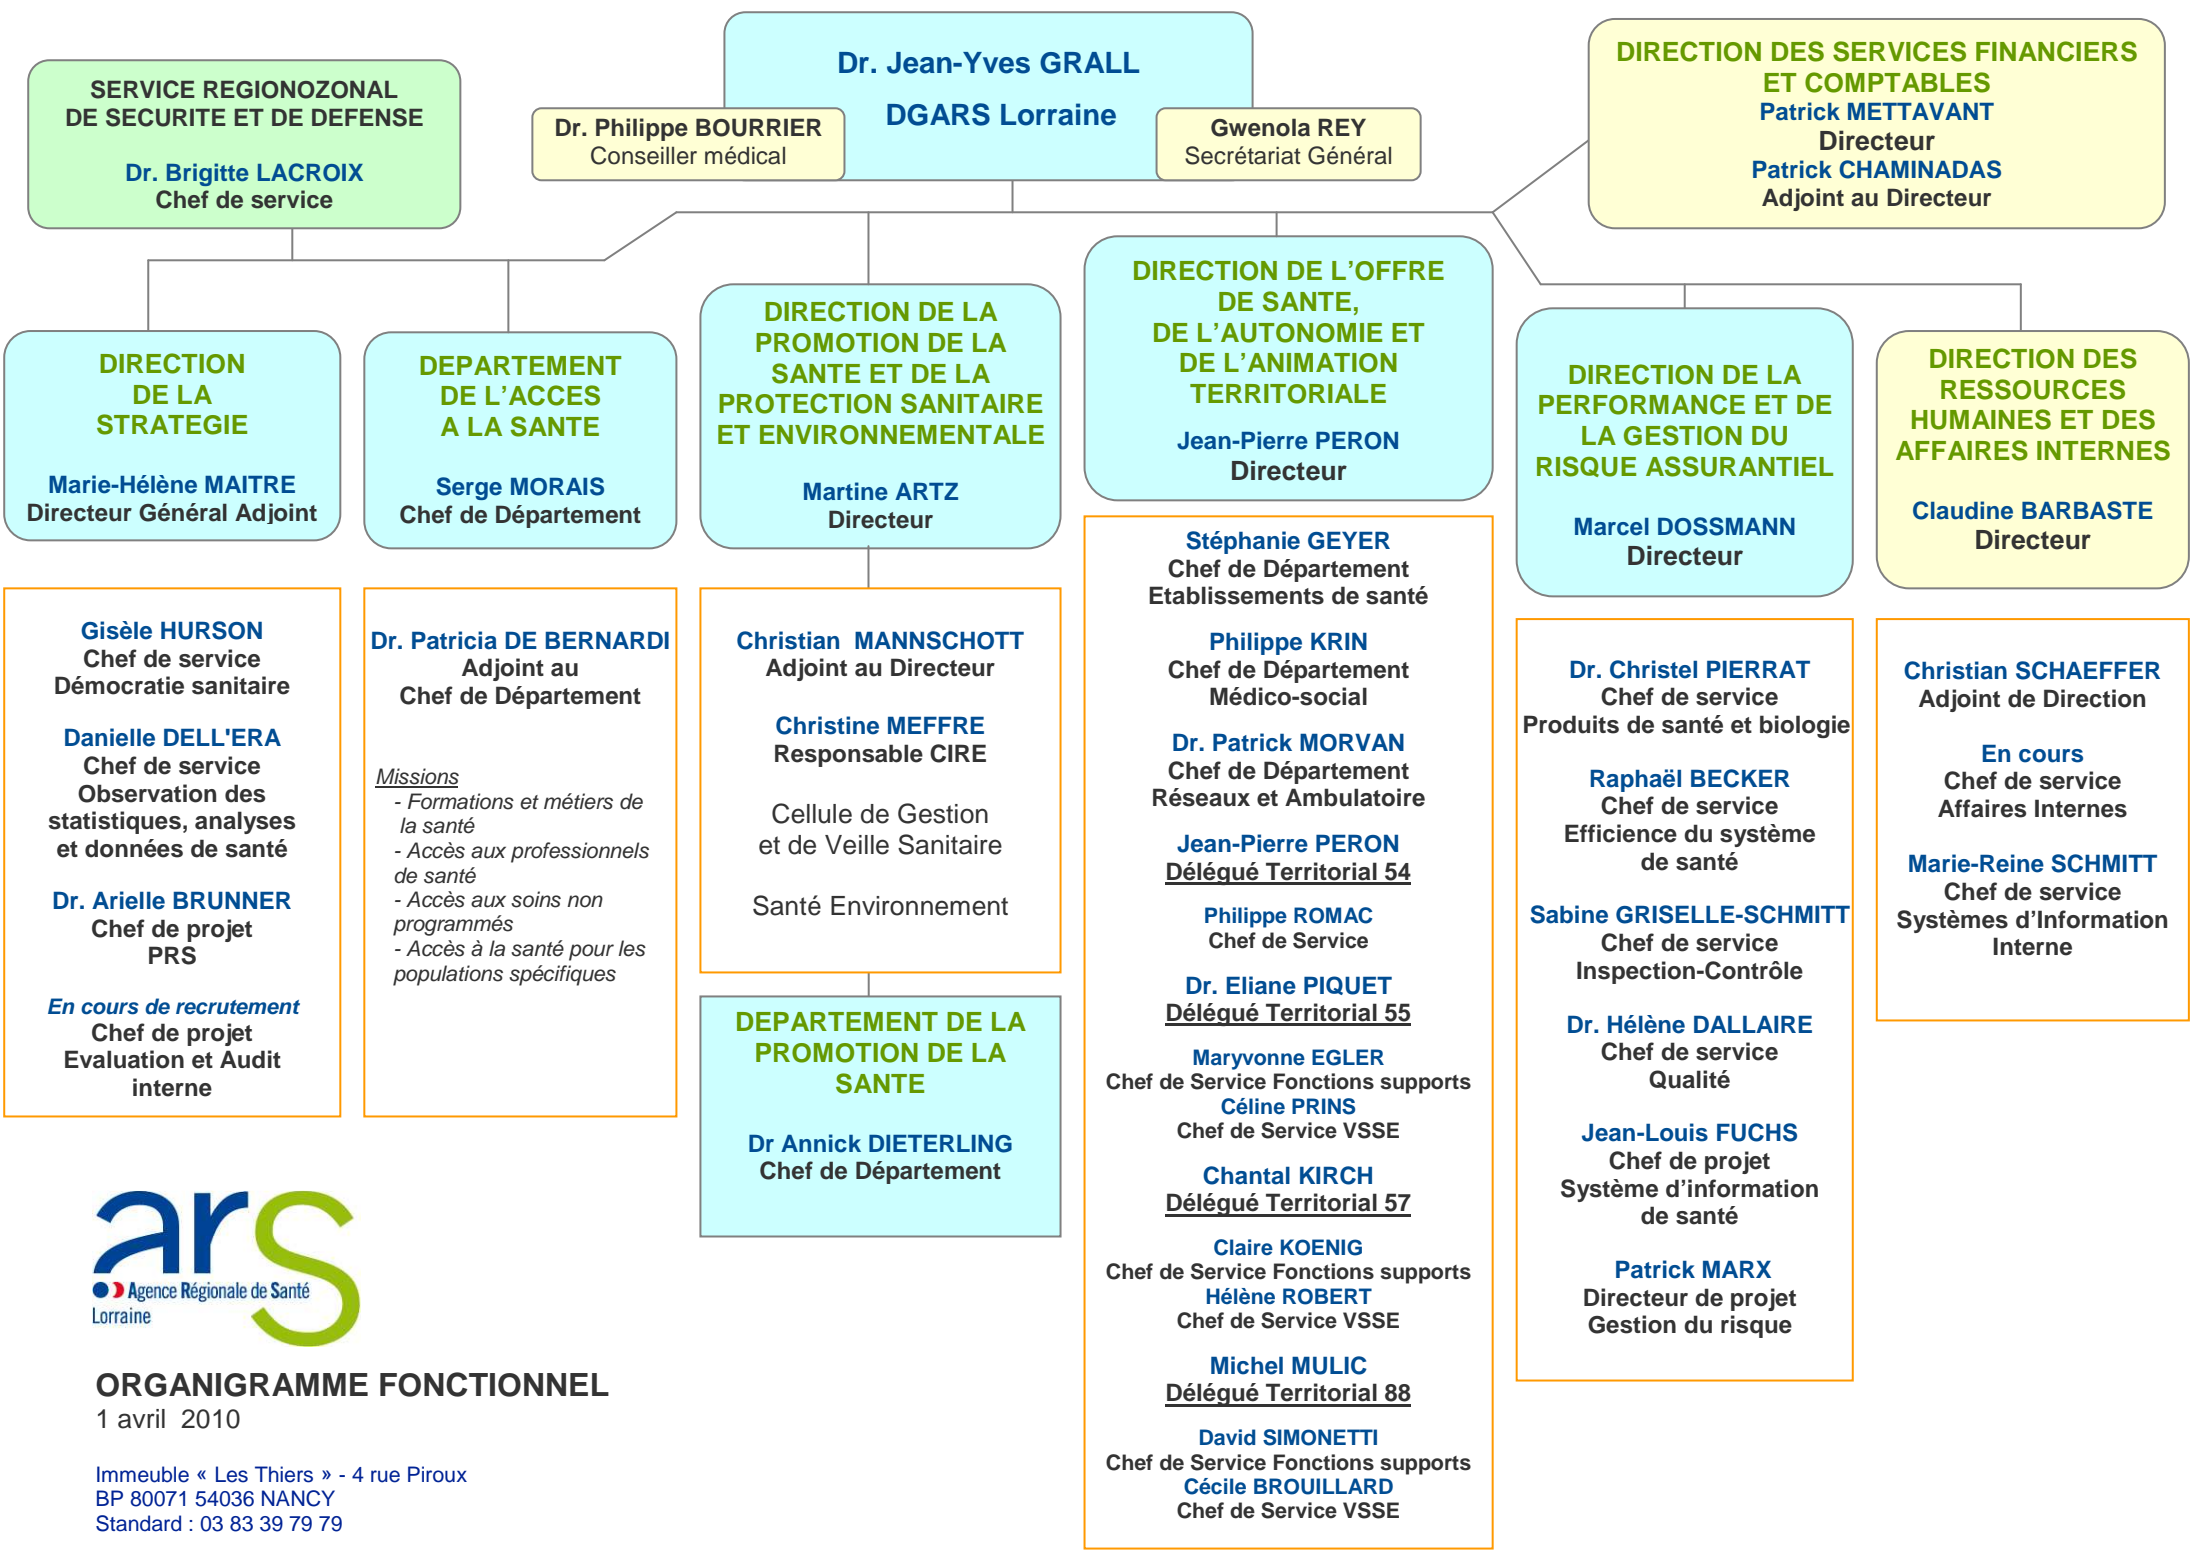 Dr. Jean-Yves GRALL
DGARS Lorraine
Dr. Philippe BOURRIER
Conseiller médical
Gwenola REY
Secrétariat Général
SERVICE REGIONOZONAL
DE SECURITE ET DE DEFENSE
Dr. Brigitte LACROIX
Chef de service
DIRECTION DES SERVICES FINANCIERS
ET COMPTABLES
Patrick METTAVANT
Directeur
Patrick CHAMINADAS
Adjoint au Directeur
DIRECTION
DE LA
STRATEGIE
Marie-Hélène MAITRE
Directeur Général Adjoint
Gisèle HURSON
Chef de service
Démocratie sanitaire
Danielle DELL'ERA
Chef de service
Observation des
statistiques, analyses
et données de santé
Dr. Arielle BRUNNER
Chef de projet
PRS
En cours de recrutement
Chef de projet
Evaluation et Audit
interne
DEPARTEMENT
DE L'ACCES
A LA SANTE
Serge MORAIS
Chef de Département
Dr. Patricia DE BERNARDI
Adjoint au
Chef de Département
Missions
- Formations et métiers de
la santé
- Accès aux professionnels
de santé
- Accès aux soins non
programmés
- Accès à la santé pour les
populations spécifiques
DIRECTION DE LA
PROMOTION DE LA
SANTE ET DE LA
PROTECTION SANITAIRE
ET ENVIRONNEMENTALE
Martine ARTZ
Directeur
Christian MANNSCHOTT
Adjoint au Directeur
Christine MEFFRE
Responsable CIRE
Cellule de Gestion
et de Veille Sanitaire
Santé Environnement
DEPARTEMENT DE LA
PROMOTION DE LA
SANTE
Dr Annick DIETERLING
Chef de Département
DIRECTION DE L'OFFRE
DE SANTE,
DE L'AUTONOMIE ET
DE L'ANIMATION
TERRITORIALE
Jean-Pierre PERON
Directeur
Stéphanie GEYER
Chef de Département
Etablissements de santé
Philippe KRIN
Chef de Département
Médico-social
Dr. Patrick MORVAN
Chef de Département
Réseaux et Ambulatoire
Jean-Pierre PERON
Délégué Territorial 54
Philippe ROMAC
Chef de Service
Dr. Eliane PIQUET
Délégué Territorial 55
Maryvonne EGLER
Chef de Service Fonctions supports
Céline PRINS
Chef de Service VSSE
Chantal KIRCH
Délégué Territorial 57
Claire KOENIG
Chef de Service Fonctions supports
Hélène ROBERT
Chef de Service VSSE
Michel MULIC
Délégué Territorial 88
David SIMONETTI
Chef de Service Fonctions supports
Cécile BROUILLARD
Chef de Service VSSE
DIRECTION DE LA
PERFORMANCE ET DE
LA GESTION DU
RISQUE ASSURANTIEL
Marcel DOSSMANN
Directeur
Dr. Christel PIERRAT
Chef de service
Produits de santé et biologie
Raphaël BECKER
Chef de service
Efficience du système
de santé
Sabine GRISELLE-SCHMITT
Chef de service
Inspection-Contrôle
Dr. Hélène DALLAIRE
Chef de service
Qualité
Jean-Louis FUCHS
Chef de projet
Système d'information
de santé
Patrick MARX
Directeur de projet
Gestion du risque
DIRECTION DES
RESSOURCES
HUMAINES ET DES
AFFAIRES INTERNES
Claudine BARBASTE
Directeur
Christian SCHAEFFER
Adjoint de Direction
En cours
Chef de service
Affaires Internes
Marie-Reine SCHMITT
Chef de service
Systèmes d'Information
Interne
ars
Agence Régionale de Santé
Lorraine
ORGANIGRAMME FONCTIONNEL
1 avril 2010
Immeuble « Les Thiers » - 4 rue Piroux
BP 80071 54036 NANCY
Standard : 03 83 39 79 79